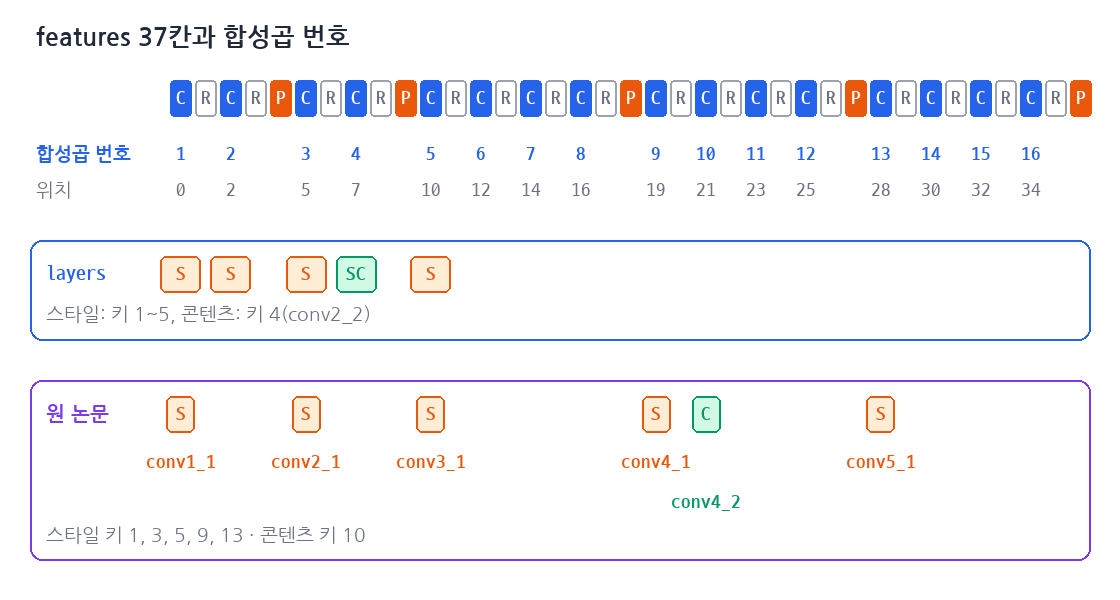 features 37칸과 합성곱 번호
C R C R P C R C R P C R C R C R C R P C R C R C R C R P C R C R C R C R P
합성곱 번호 1 2 3 4 5 6 7 8 9 10 11 12 13 14 15 16
위치 0 2 5 7 10 12 14 16 19 21 23 25 28 30 32 34
layers S S S SC S
스타일: 키 1~5, 콘텐츠: 키 4(conv2_2)
원 논문 S S S S C S
conv1_1 conv2_1 conv3_1 conv4_1 conv5_1
conv4_2
스타일 키 1, 3, 5, 9, 13 · 콘텐츠 키 10